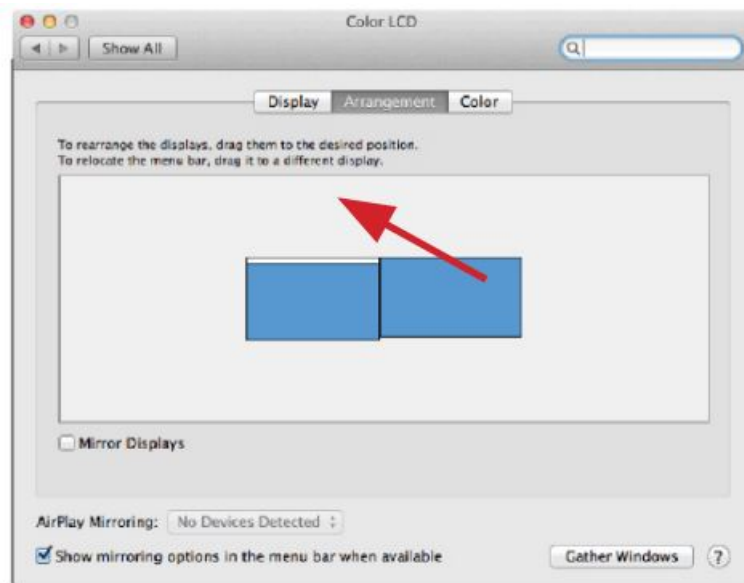 Color LCD
Show All
Display Arrangement Color
To rearrange the displays, drag them to the desired position.
To relocate the menu bar, drag it to a different display.
Mirror Displays
AirPlay Mirroring: No Devices Detected
Show mirroring options in the menu bar when available
Gather Windows ?